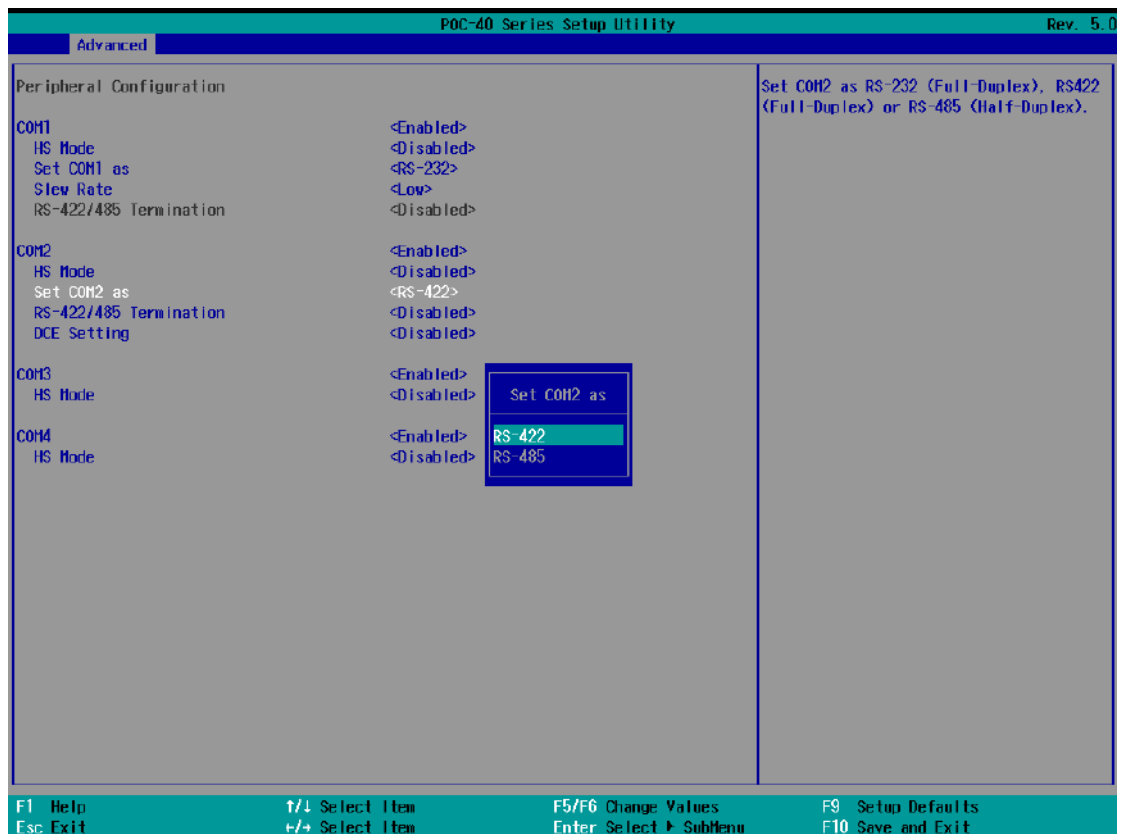 POC-40 Series Setup Utility Rev. 5.0
Advanced
Peripheral Configuration
COM1 <Enabled>
HS Mode <Disabled>
Set COM1 as <RS-232>
Slew Rate <Low>
RS-422/485 Termination <Disabled>
COM2 <Enabled>
HS Mode <Disabled>
Set COM2 as <RS-422>
RS-422/485 Termination <Disabled>
DCE Setting <Disabled>
COM3 <Enabled>
HS Mode <Disabled>
COM4 <Enabled>
HS Mode <Disabled>
Set COM2 as
RS-422
RS-485
Set COM2 as RS-232 (Full-Duplex), RS422
(Full-Duplex) or RS-485 (Half-Duplex).
F1 Help ↑/↓ Select Item F5/F6 Change Values F9 Setup Defaults
Esc Exit ←/→ Select Item Enter Select ▶ SubMenu F10 Save and Exit